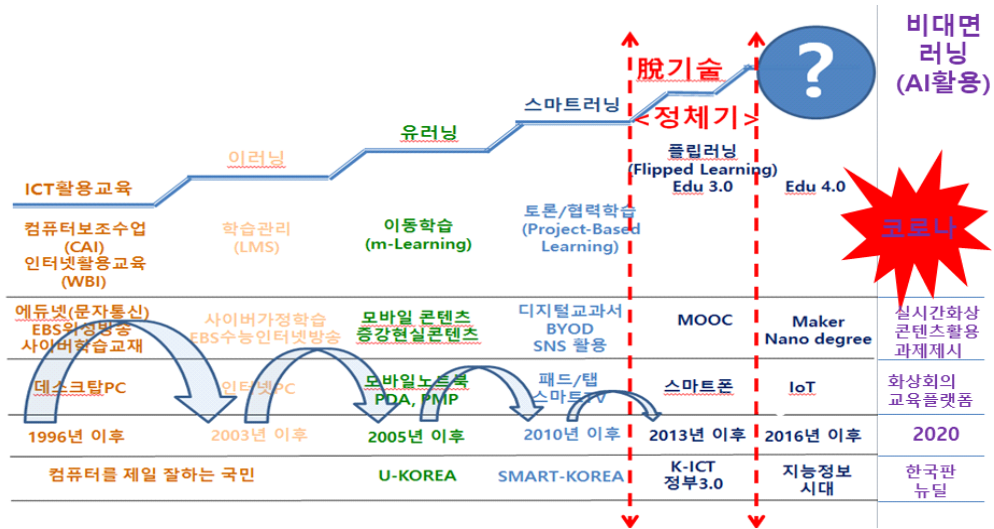 비대면
러닝
(AI활용)
?
脫기술
<정체기>
스마트러닝
유러닝
이러닝
ICT활용교육
플립러닝
(Flipped Learning)
Edu 3.0
Edu 4.0
코로나
컴퓨터보조수업
(CAI)
인터넷활용교육
(WBI)
학습관리
(LMS)
이동학습
(m-Learning)
토론/협력학습
(Project-Based
Learning)
에듀넷(문자통신)
EBS위성방송
사이버학습교재
사이버가정학습
EBS수능인터넷방송
모바일 콘텐츠
증강현실콘텐츠
디지털교과서
BYOD
SNS 활용
MOOC
Maker
Nano degree
실시간화상
콘텐츠활용
과제제시
데스크탑PC
인터넷PC
모바일노트북
PDA, PMP
패드/탭
스마트TV
스마트폰
IoT
화상회의
교육플랫폼
1996년 이후
2003년 이후
2005년 이후
2010년 이후
2013년 이후
2016년 이후
2020
컴퓨터를 제일 잘하는 국민
U-KOREA
SMART-KOREA
K-ICT
정부3.0
지능정보
시대
한국판
뉴딜